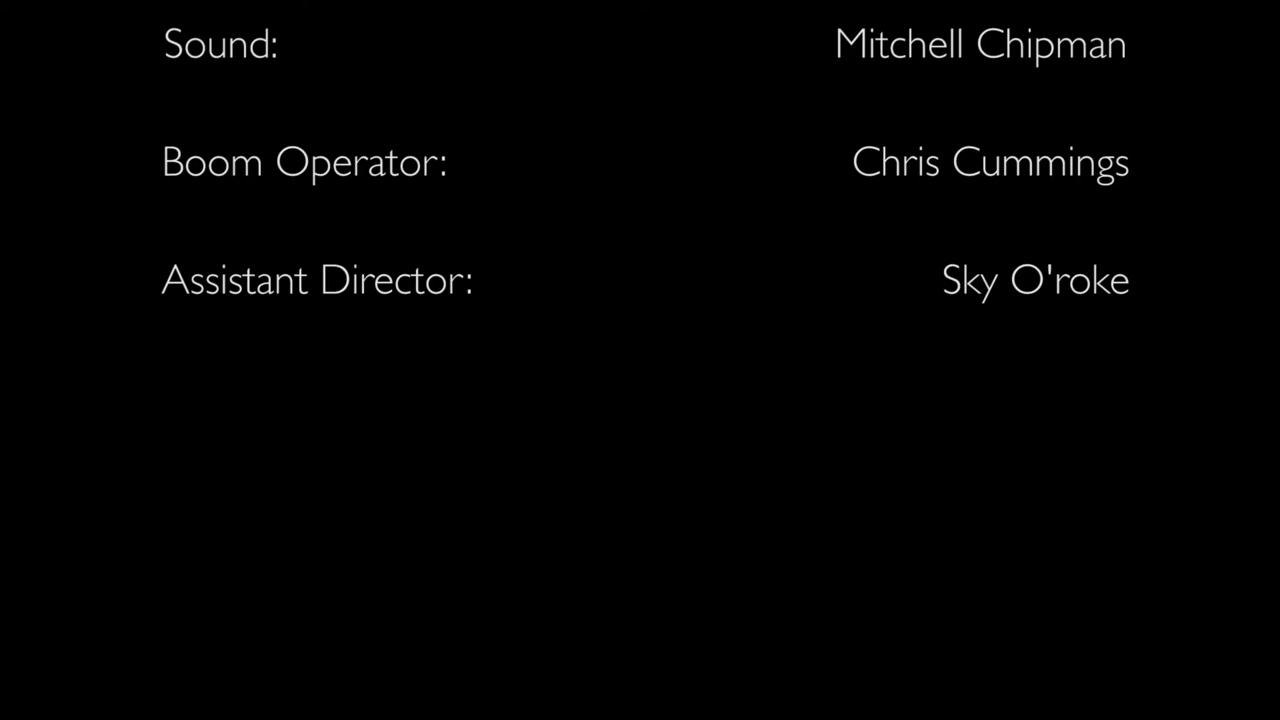 Sound: Mitchell Chipman
Boom Operator: Chris Cummings
Assistant Director: Sky O'roke